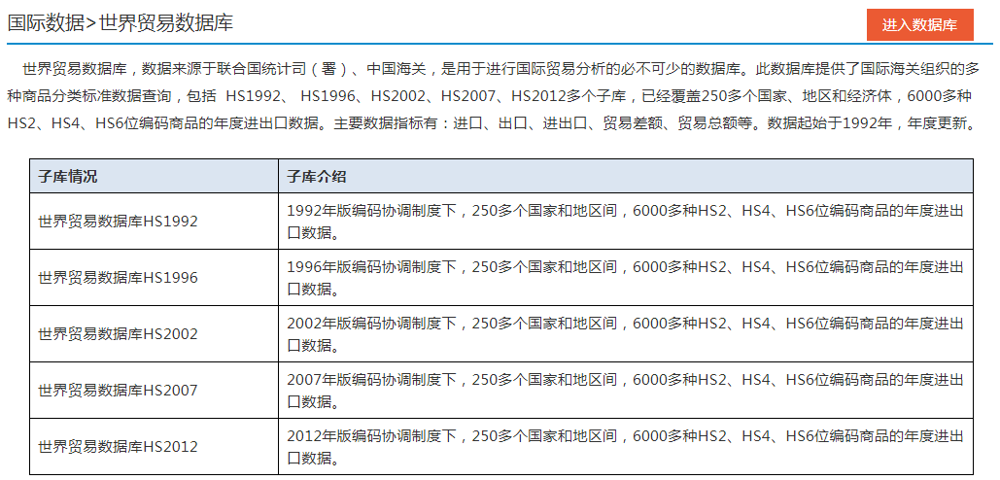 国际数据>世界贸易数据库
进入数据库
世界贸易数据库，数据来源于联合国统计司（署）、中国海关，是用于进行国际贸易分析的必不可少的数据库。此数据库提供了国际海关组织的多
种商品分类标准数据查询，包括 HS1992、 HS1996、HS2002、HS2007、HS2012多个子库，已经覆盖250多个国家、地区和经济体，6000多种
HS2、HS4、HS6位编码商品的年度进出口数据。主要数据指标有：进口、出口、进出口、贸易差额、贸易总额等。数据起始于1992年，年度更新。
子库情况
子库介绍
世界贸易数据库HS1992
1992年版编码协调制度下，250多个国家和地区间，6000多种HS2、HS4、HS6位编码商品的年度进出
口数据。
世界贸易数据库HS1996
1996年版编码协调制度下，250多个国家和地区间，6000多种HS2、HS4、HS6位编码商品的年度进出
口数据。
世界贸易数据库HS2002
2002年版编码协调制度下，250多个国家和地区间，6000多种HS2、HS4、HS6位编码商品的年度进出
口数据。
世界贸易数据库HS2007
2007年版编码协调制度下，250多个国家和地区间，6000多种HS2、HS4、HS6位编码商品的年度进出
口数据。
世界贸易数据库HS2012
2012年版编码协调制度下，250多个国家和地区间，6000多种HS2、HS4、HS6位编码商品的年度进出
口数据。